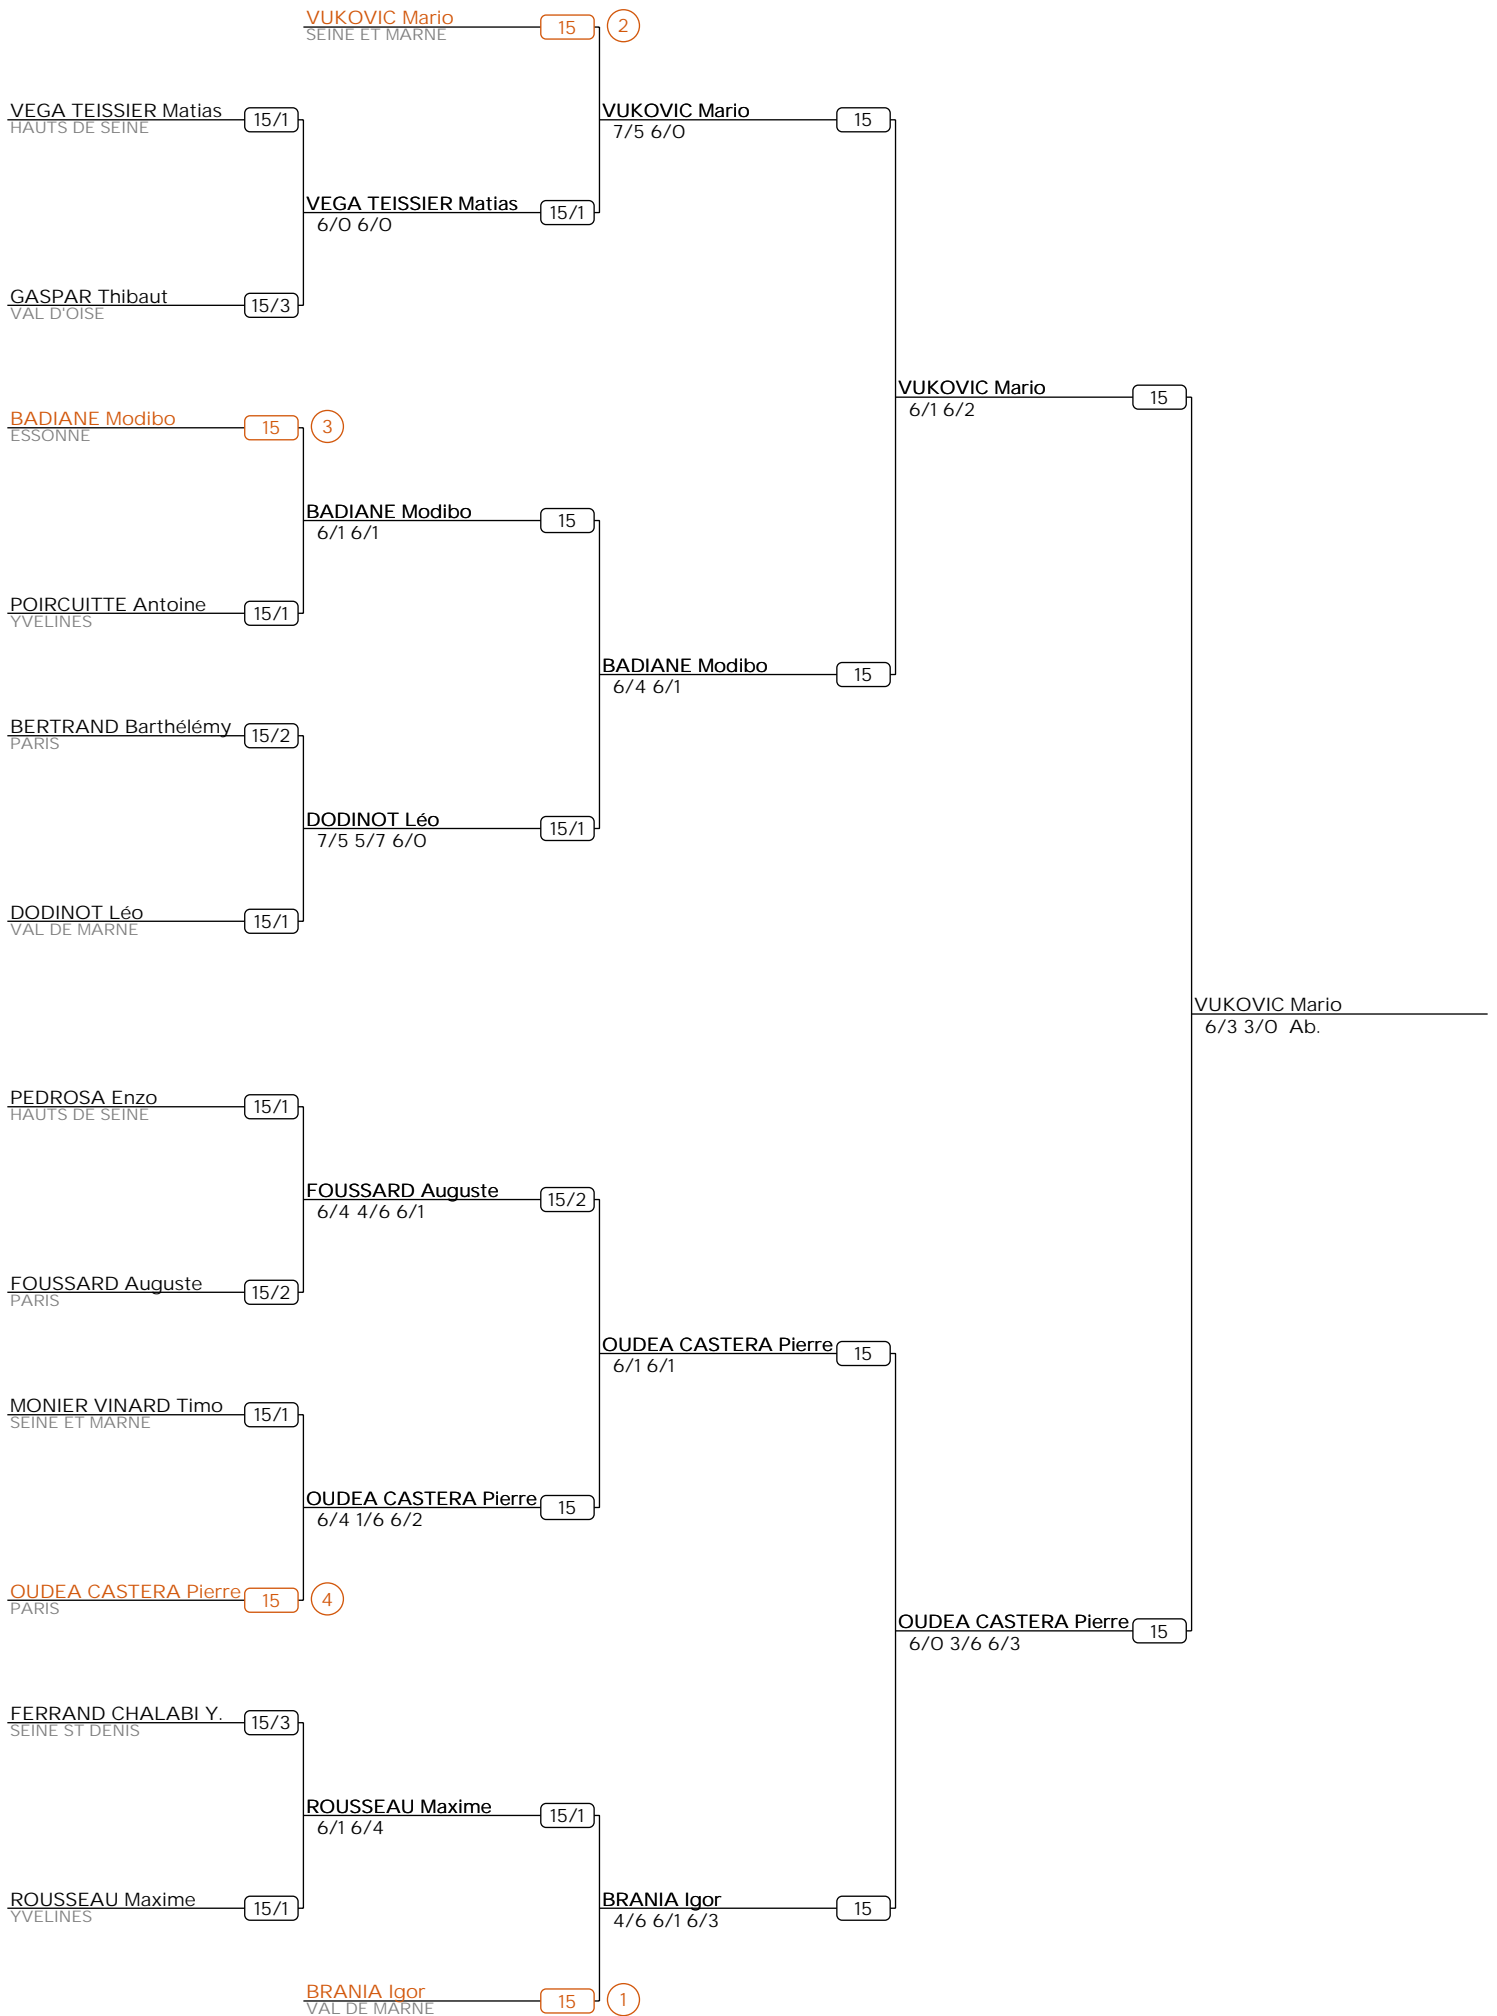 VUKOVIC Mario 15 2
SEINE ET MARNE
VEGA TEISSIER Matias 15/1
HAUTS DE SEINE
VUKOVIC Mario 15
7/5 6/0
VEGA TEISSIER Matias 15/1
6/0 6/0
GASPAR Thibaut 15/3
VAL D'OISE
VUKOVIC Mario 15
6/1 6/2
BADIANE Modibo 15 3
ESSONNE
BADIANE Modibo 15
6/1 6/1
POIRCUITTE Antoine 15/1
YVELINES
BADIANE Modibo 15
6/4 6/1
BERTRAND Barthélémy 15/2
PARIS
DODINOT Léo 15/1
7/5 5/7 6/0
DODINOT Léo 15/1
VAL DE MARNE
VUKOVIC Mario
6/3 3/0 Ab.
PEDROSA Enzo 15/1
HAUTS DE SEINE
FOUSSARD Auguste 15/2
6/4 4/6 6/1
FOUSSARD Auguste 15/2
PARIS
OUDEA CASTERA Pierre 15
6/1 6/1
MONIER VINARD Timo 15/1
SEINE ET MARNE
OUDEA CASTERA Pierre 15
6/4 1/6 6/2
OUDEA CASTERA Pierre 15 4
PARIS
OUDEA CASTERA Pierre 15
6/0 3/6 6/3
FERRAND CHALABI Y. 15/3
SEINE ST DENIS
ROUSSEAU Maxime 15/1
6/1 6/4
ROUSSEAU Maxime 15/1
YVELINES
BRANIA Igor 15
4/6 6/1 6/3
BRANIA Igor 15 1
VAL DE MARNE